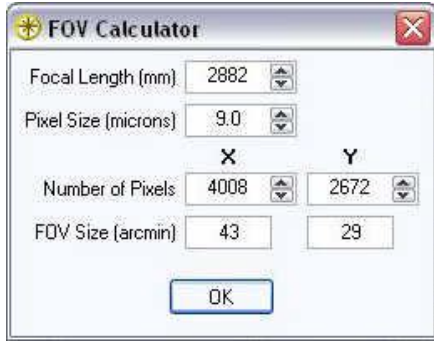 FOV Calculator
Focal Length (mm) 2882
Pixel Size (microns) 9.0
X Y
Number of Pixels 4008 2672
FOV Size (arcmin) 43 29
OK